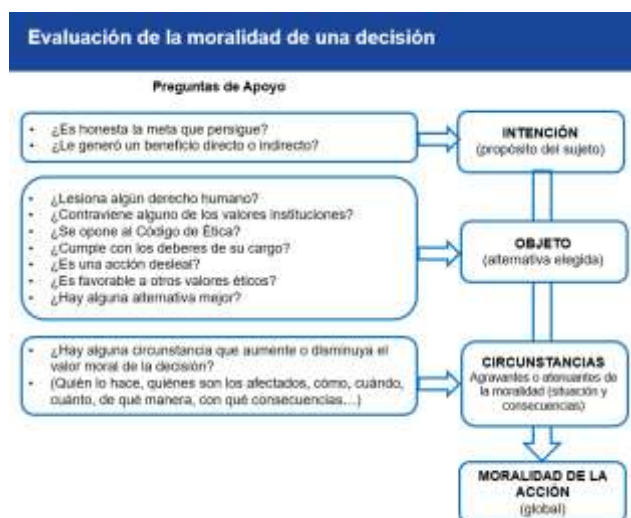 Evaluación de la moralidad de una decisión
Preguntas de Apoyo
• ¿Es honesta la meta que persigue?
• ¿Le generó un beneficio directo o indirecto?
INTENCIÓN
(propósito del sujeto)
• ¿Lesiona algún derecho humano?
• ¿Contraviene alguno de los valores instituciones?
• ¿Se opone al Código de Ética?
• ¿Cumple con los deberes de su cargo?
• ¿Es una acción desleal?
• ¿Es favorable a otros valores éticos?
• ¿Hay alguna alternativa mejor?
OBJETO
(alternativa elegida)
• ¿Hay alguna circunstancia que aumente o disminuya el
valor moral de la decisión?
• (Quién lo hace, quiénes son los afectados, cómo, cuándo,
cuánto, de qué manera, con qué consecuencias…)
CIRCUNSTANCIAS
Agravantes o atenuantes de
la moralidad (situación y
consecuencias)
MORALIDAD DE LA
ACCIÓN
(global)